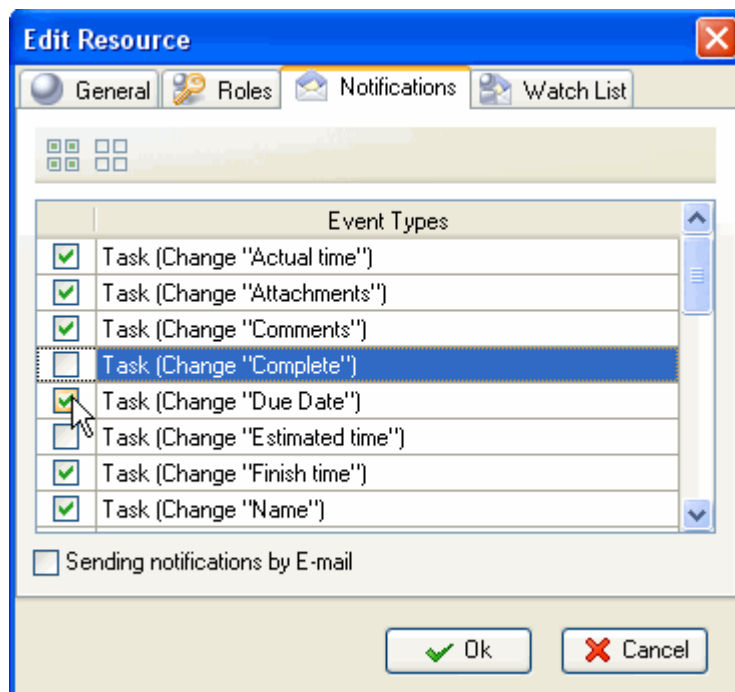 Edit Resource
General Roles Notifications Watch List
Event Types
Task (Change "Actual time")
Task (Change "Attachments")
Task (Change "Comments")
Task (Change "Complete")
Task (Change "Due Date")
Task (Change "Estimated time")
Task (Change "Finish time")
Task (Change "Name")
Sending notifications by E-mail
Ok Cancel